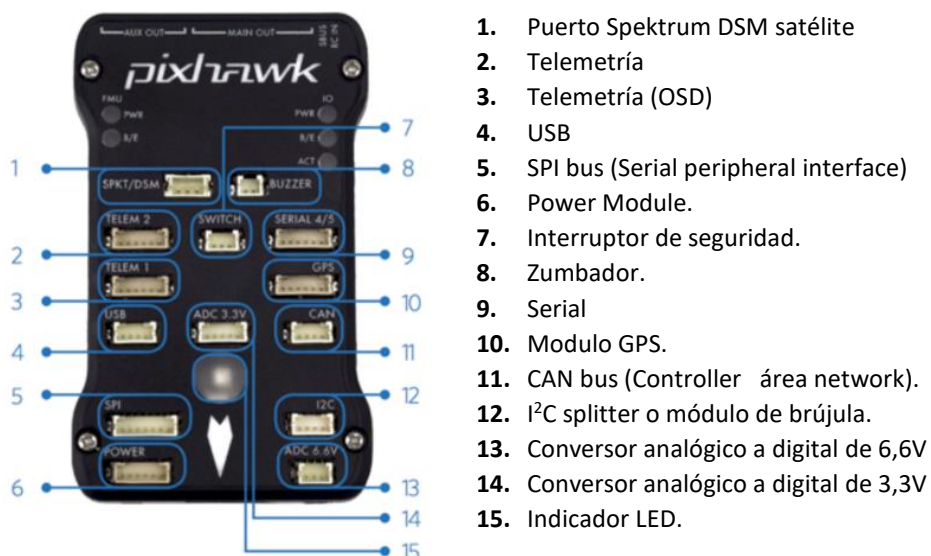 AUX OUT MAIN OUT SBUS RC IN
pixhawk
FMU IO
PWR PWR
B/E B/E
ACT
7
1 8
SPKT/DSM BUZZER
TELEM 2 SWITCH SERIAL 4/5
2 9
TELEM 1 GPS
3 10
USB ADC 3.3V CAN
4 11
5 12
SPI I2C
POWER ADC 6.6V
6 13
14
15
1. Puerto Spektrum DSM satélite
2. Telemetría
3. Telemetría (OSD)
4. USB
5. SPI bus (Serial peripheral interface)
6. Power Module.
7. Interruptor de seguridad.
8. Zumbador.
9. Serial
10. Modulo GPS.
11. CAN bus (Controller área network).
12. I²C splitter o módulo de brújula.
13. Conversor analógico a digital de 6,6V
14. Conversor analógico a digital de 3,3V
15. Indicador LED.